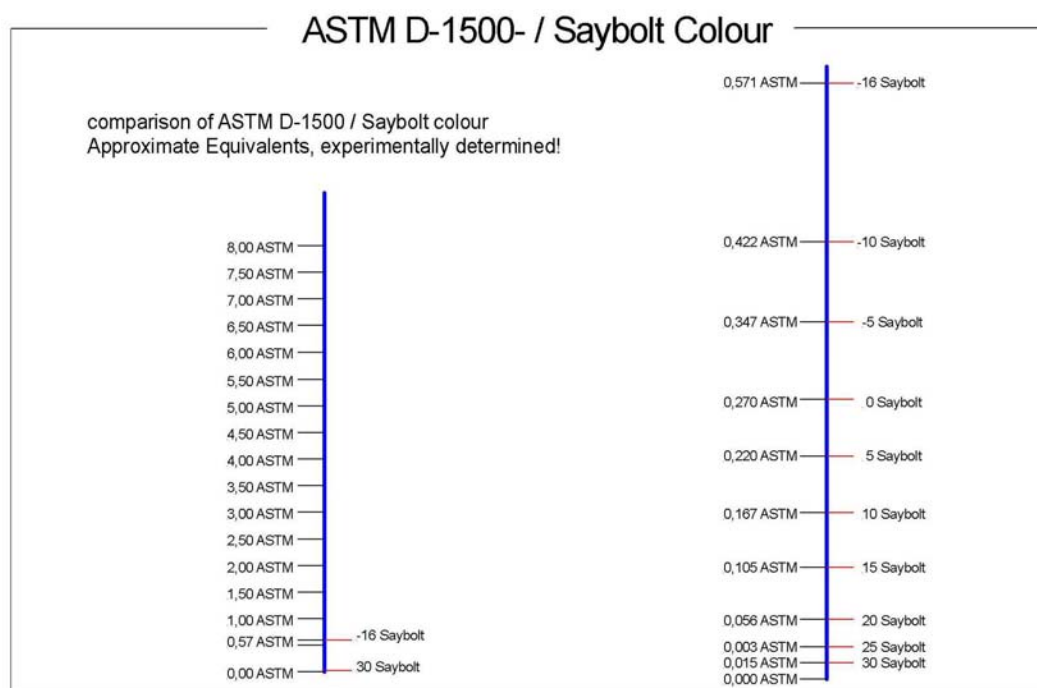 ASTM D-1500- / Saybolt Colour
comparison of ASTM D-1500 / Saybolt colour
Approximate Equivalents, experimentally determined!
8,00 ASTM
7,50 ASTM
7,00 ASTM
6,50 ASTM
6,00 ASTM
5,50 ASTM
5,00 ASTM
4,50 ASTM
4,00 ASTM
3,50 ASTM
3,00 ASTM
2,50 ASTM
2,00 ASTM
1,50 ASTM
1,00 ASTM
0,57 ASTM -16 Saybolt
0,00 ASTM 30 Saybolt
0,571 ASTM -16 Saybolt
0,422 ASTM -10 Saybolt
0,347 ASTM -5 Saybolt
0,270 ASTM 0 Saybolt
0,220 ASTM 5 Saybolt
0,167 ASTM 10 Saybolt
0,105 ASTM 15 Saybolt
0,056 ASTM 20 Saybolt
0,003 ASTM 25 Saybolt
0,015 ASTM 30 Saybolt
0,000 ASTM